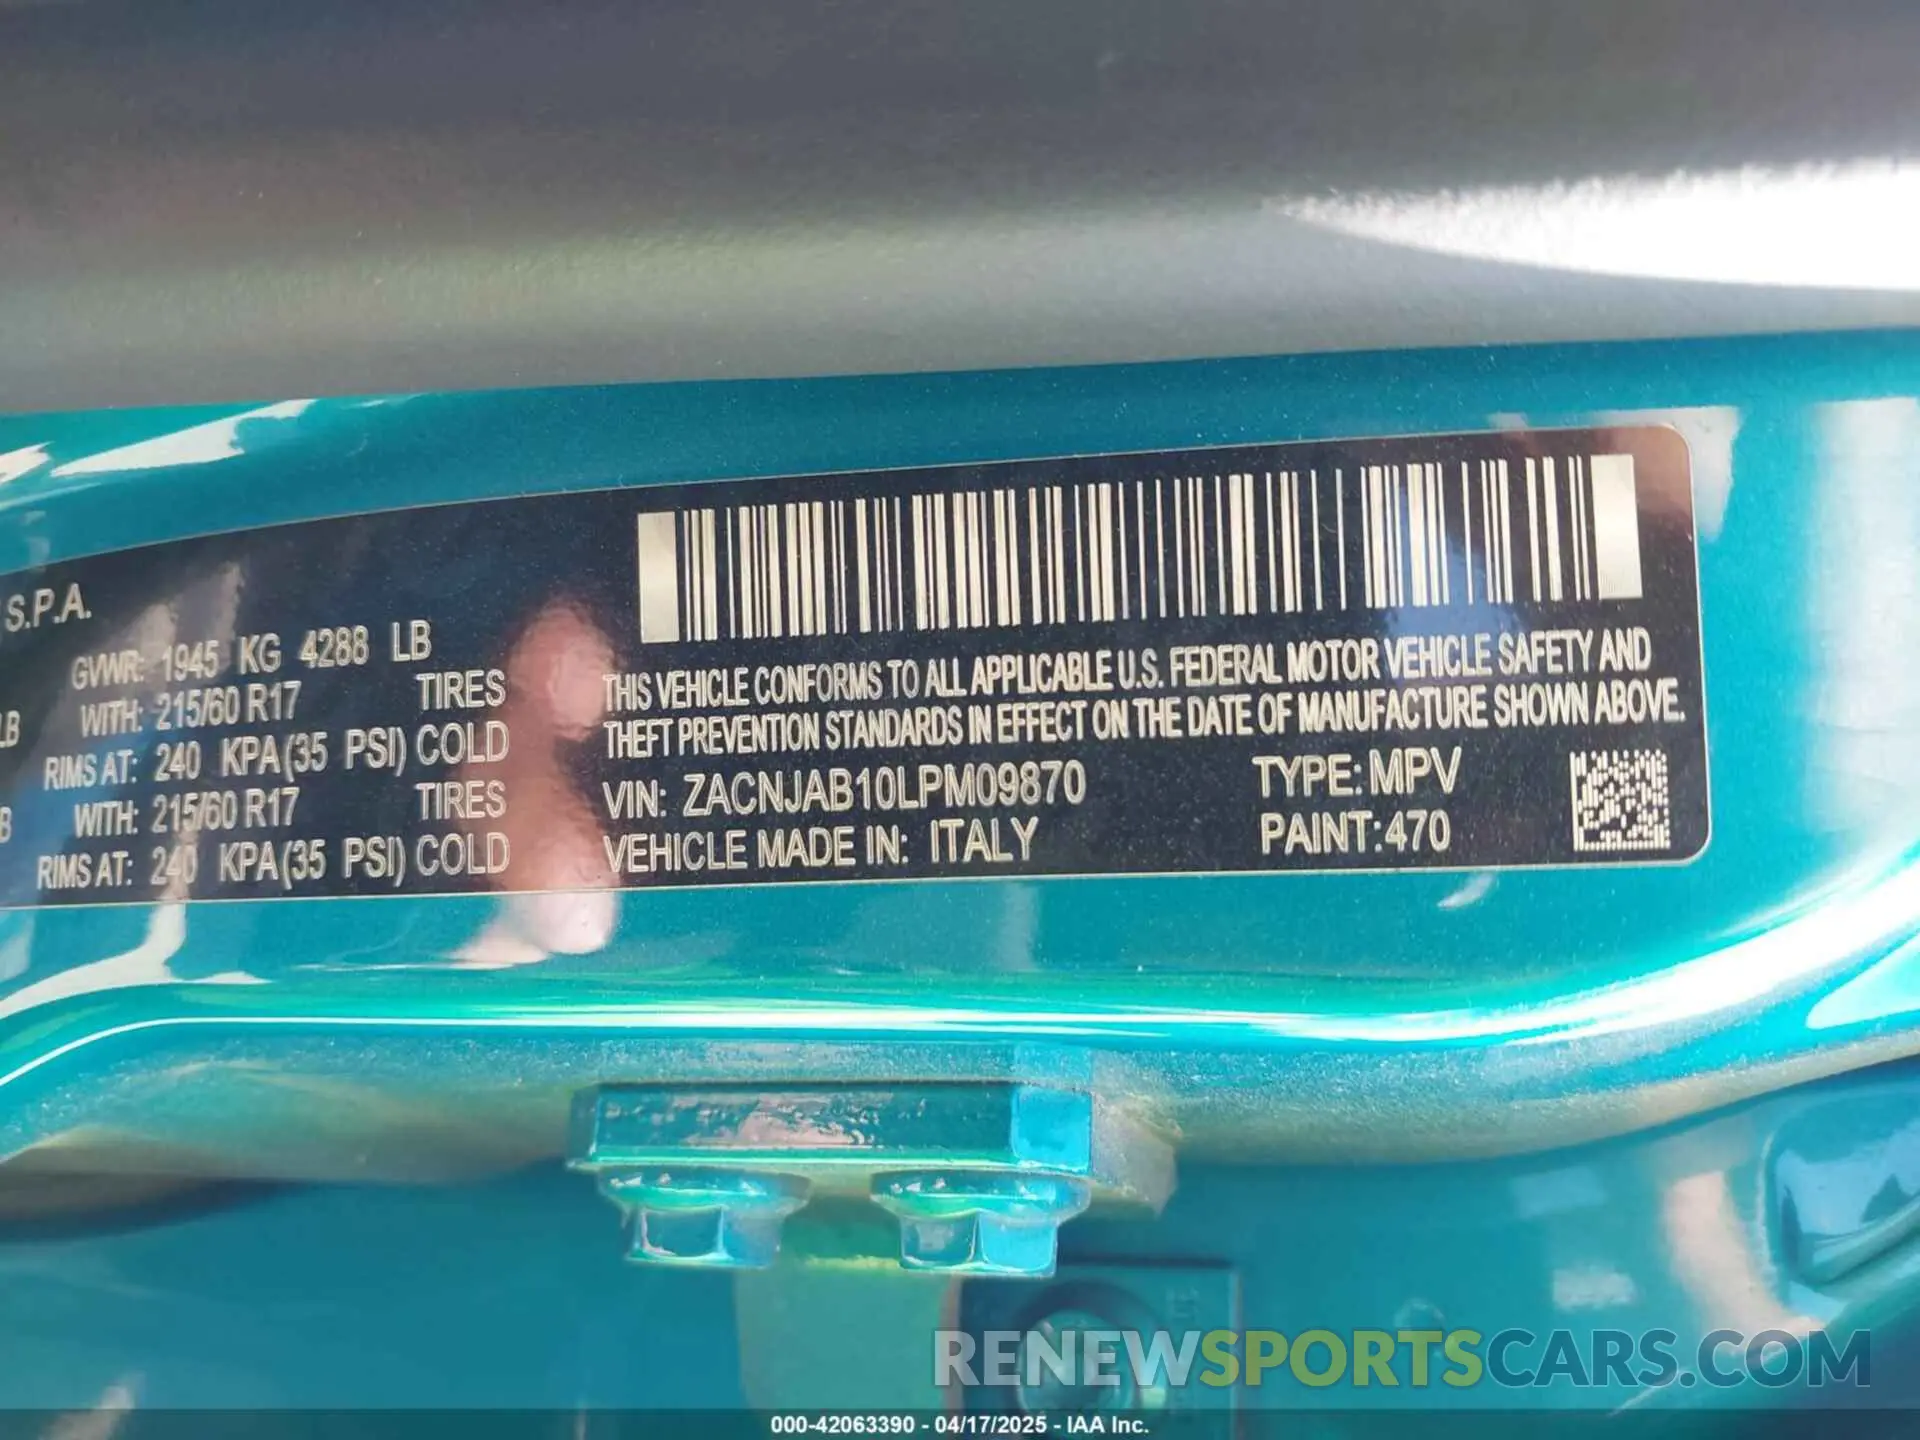 S.P.A.
GVWR: 1945 KG 4288 LB
LB WITH: 215/60 R17 TIRES
RIMS AT: 240 KPA(35 PSI) COLD
WITH: 215/60 R17 TIRES
RIMS AT: 240 KPA(35 PSI) COLD
THIS VEHICLE CONFORMS TO ALL APPLICABLE U.S. FEDERAL MOTOR VEHICLE SAFETY AND
THEFT PREVENTION STANDARDS IN EFFECT ON THE DATE OF MANUFACTURE SHOWN ABOVE.
VIN: ZACNJAB10LPM09870 TYPE: MPV
VEHICLE MADE IN: ITALY PAINT: 470
RENEWSPORTSCARS.COM
000-42063390 - 04/17/2025 - IAA Inc.